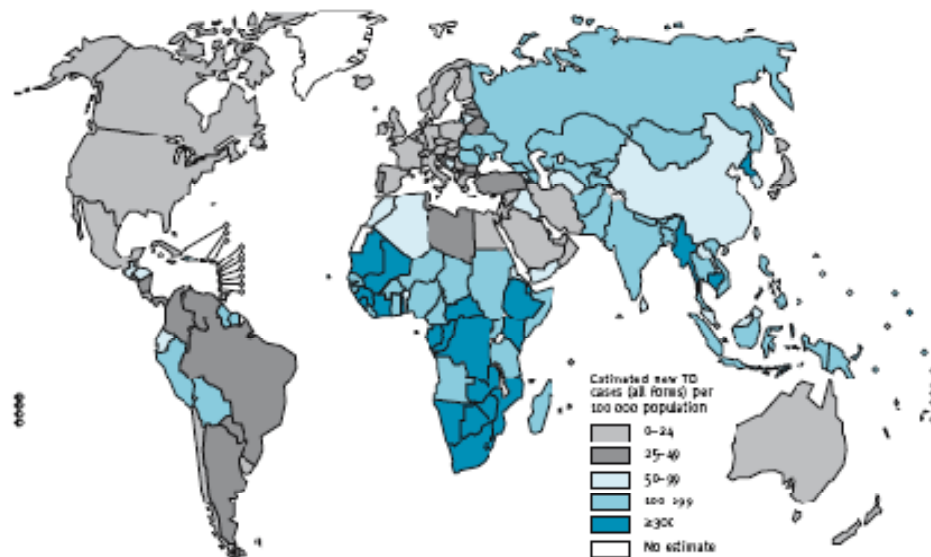 Estimated new TB
cases (all forms) per
100 000 population
0–24
25–49
50–99
100–299
≥300
No estimate